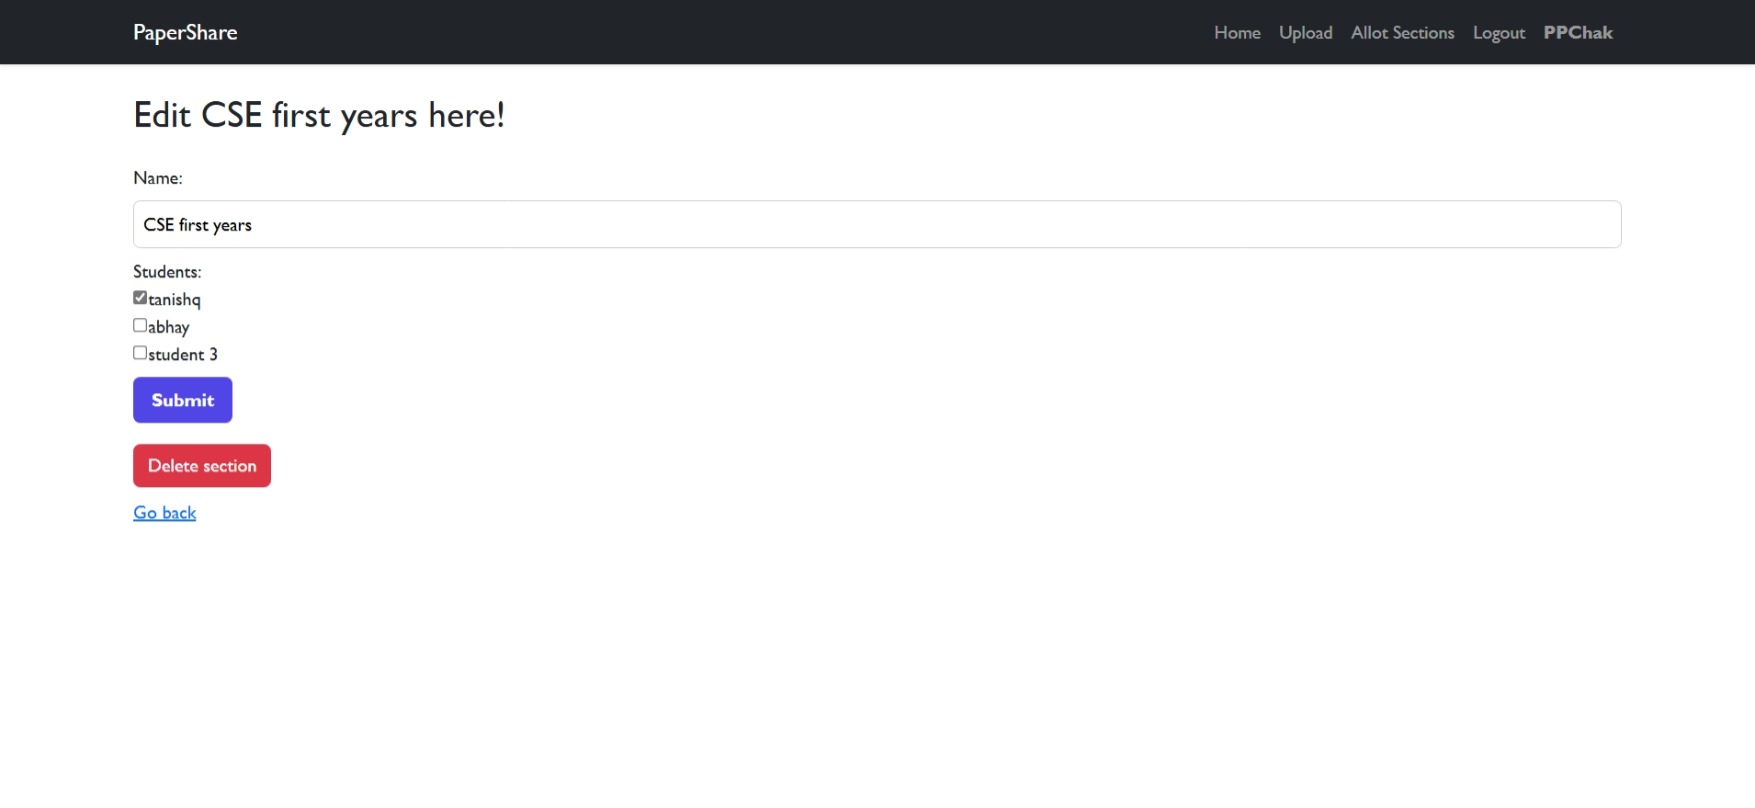 PaperShare Home Upload Allot Sections Logout PPChak
Edit CSE first years here!
Name:
CSE first years
Students:
tanishq
abhay
student 3
Submit
Delete section
Go back